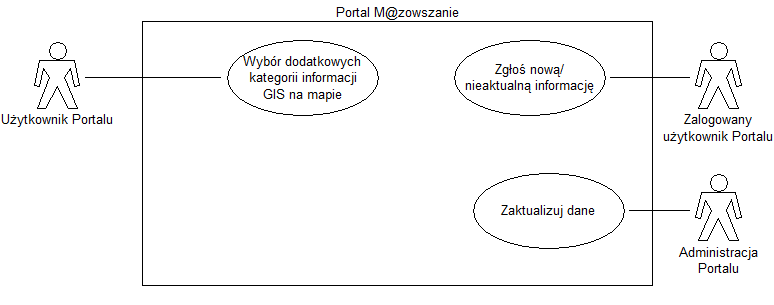 Portal M@zowszanie
Wybór dodatkowych
kategorii informacji
GIS na mapie
Zgłoś nową/
nieaktualną informację
Użytkownik Portalu
Zalogowany
użytkownik Portalu
Zaktualizuj dane
Administracja
Portalu